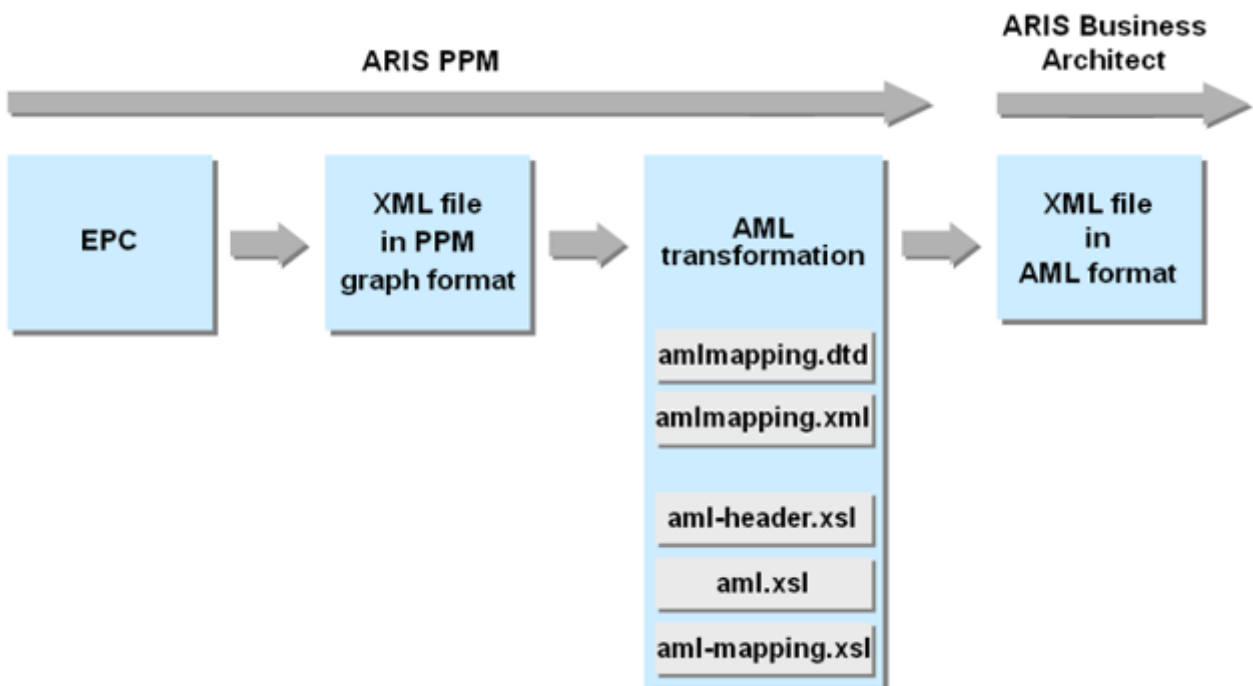 ARIS PPM
ARIS Business
Architect
EPC
XML file
in PPM
graph format
AML
transformation
XML file
in
AML format
amlmapping.dtd
amlmapping.xml
aml-header.xsl
aml.xsl
aml-mapping.xsl